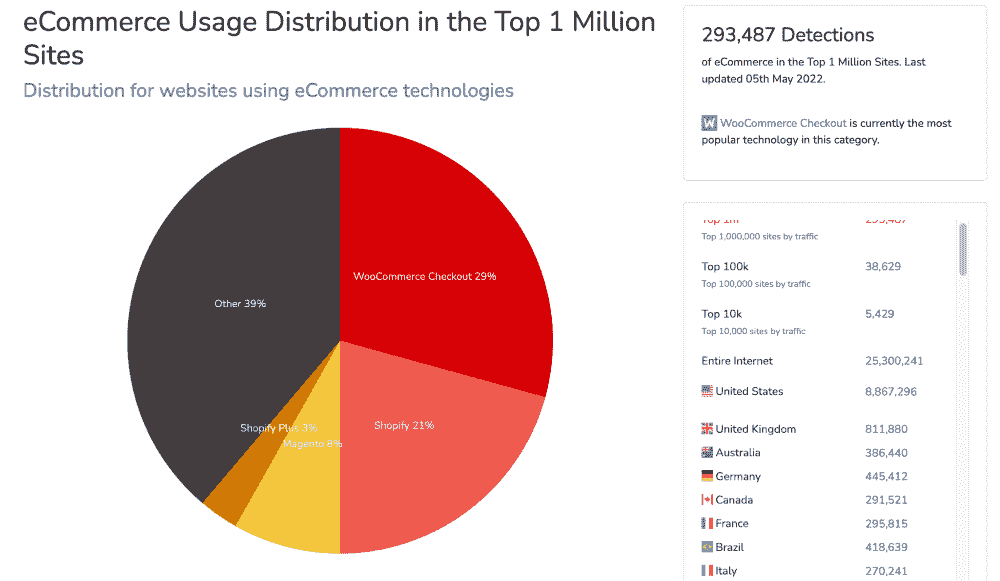 eCommerce Usage Distribution in the Top 1 Million
Sites
Distribution for websites using eCommerce technologies
WooCommerce Checkout 29%
Other 39%
Shopify 21%
Shopify Plus 3%
Magento 8%
293,487 Detections
of eCommerce in the Top 1 Million Sites. Last
updated 05th May 2022.
WooCommerce Checkout is currently the most
popular technology in this category.
Top 1m 293,487
Top 1,000,000 sites by traffic
Top 100k 38,629
Top 100,000 sites by traffic
Top 10k 5,429
Top 10,000 sites by traffic
Entire Internet 25,300,241
United States 8,867,296
United Kingdom 811,880
Australia 386,440
Germany 445,412
Canada 291,521
France 295,815
Brazil 418,639
Italy 270,241